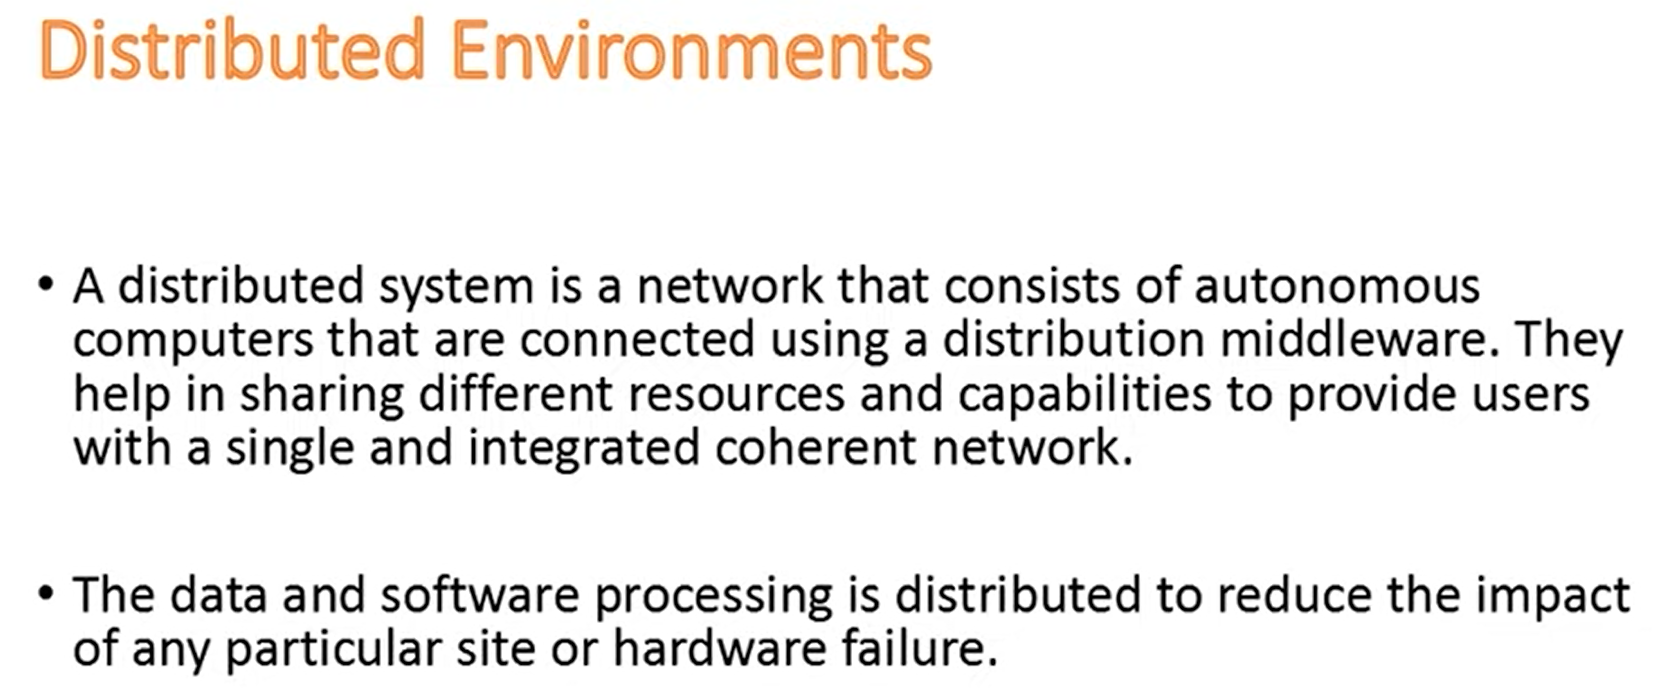 Distributed Environments
• A distributed system is a network that consists of autonomous
computers that are connected using a distribution middleware. They
help in sharing different resources and capabilities to provide users
with a single and integrated coherent network.
• The data and software processing is distributed to reduce the impact
of any particular site or hardware failure.